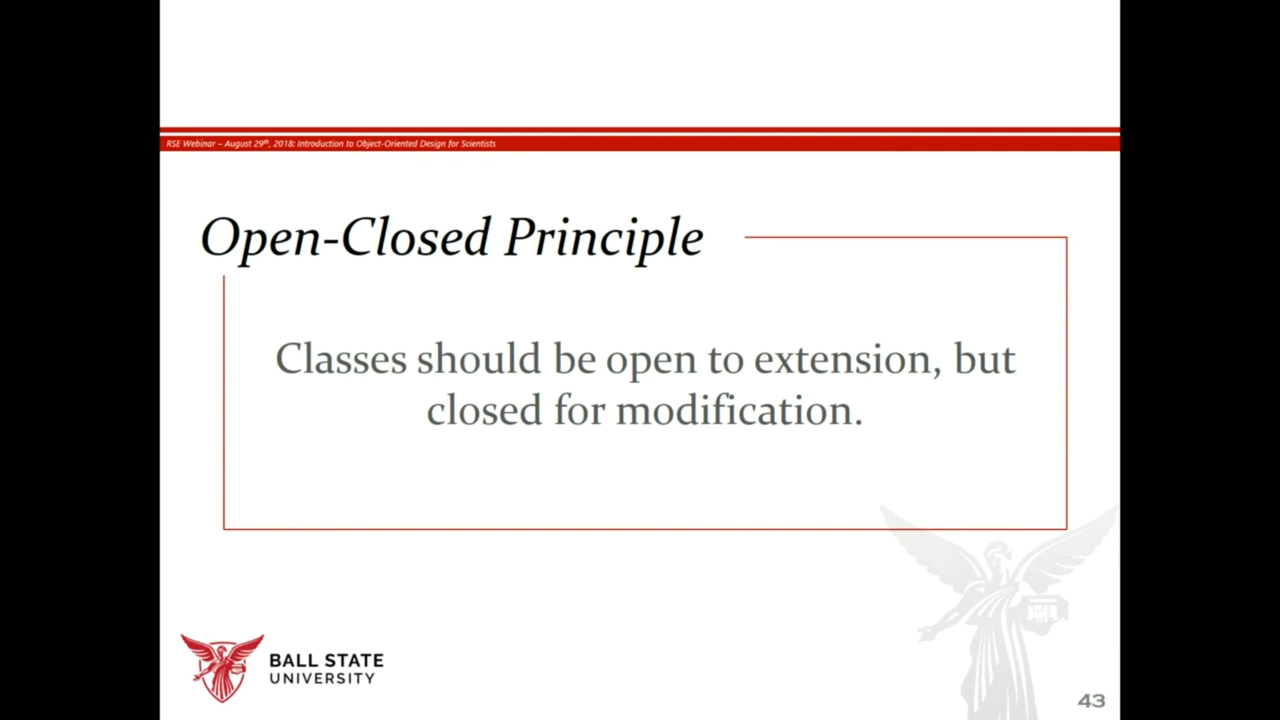 RSE Webinar – August 29th, 2018: Introduction to Object-Oriented Design for Scientists
Open-Closed Principle
Classes should be open to extension, but
closed for modification.
BALL STATE
UNIVERSITY
43